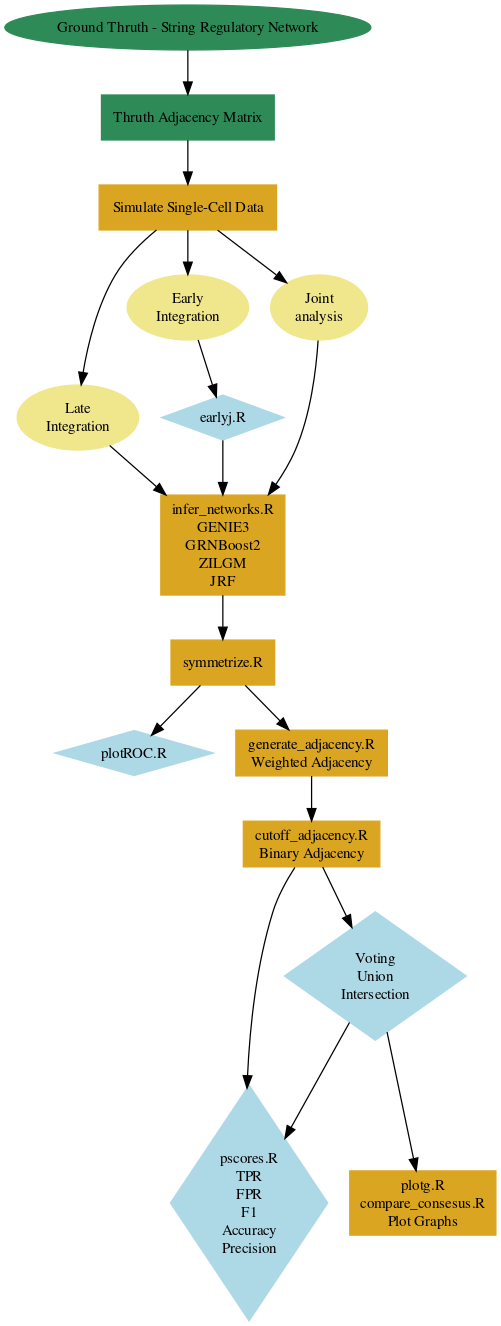 Ground Thruth - String Regulatory Network
Thruth Adjacency Matrix
Simulate Single-Cell Data
Early
Integration
Joint
analysis
Late
Integration
earlyj.R
infer_networks.R
GENIE3
GRNBoost2
ZILGM
JRF
symmetrize.R
plotROC.R
generate_adjacency.R
Weighted Adjacency
cutoff_adjacency.R
Binary Adjacency
Voting
Union
Intersection
pscores.R
TPR
FPR
F1
Accuracy
Precision
plotg.R
compare_consesus.R
Plot Graphs